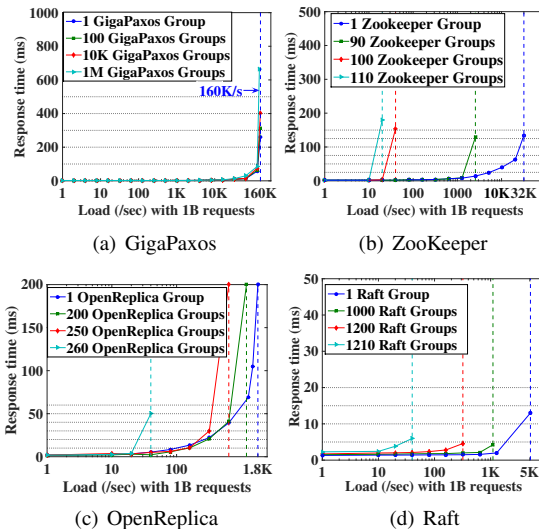 1000
800
600
400
200
0
Response time (ms)
1 GigaPaxos Group
100 GigaPaxos Groups
10K GigaPaxos Groups
1M GigaPaxos Groups
160K/s
1 10 100 1K 10K 160K
Load (/sec) with 1B requests
(a) GigaPaxos
500
400
300
200
100
0
Response time (ms)
1 Zookeeper Group
90 Zookeeper Groups
100 Zookeeper Groups
110 Zookeeper Groups
1 10 100 1000 10K 32K
Load (/sec) with 1B requests
(b) ZooKeeper
200
150
100
50
0
Response time (ms)
1 OpenReplica Group
200 OpenReplica Groups
250 OpenReplica Groups
260 OpenReplica Groups
1 10 100 1.8K
Load (/sec) with 1B requests
(c) OpenReplica
50
40
30
20
10
0
Response time (ms)
1 Raft Group
1000 Raft Groups
1200 Raft Groups
1210 Raft Groups
1 10 100 1K 5K
Load (/sec) with 1B requests
(d) Raft